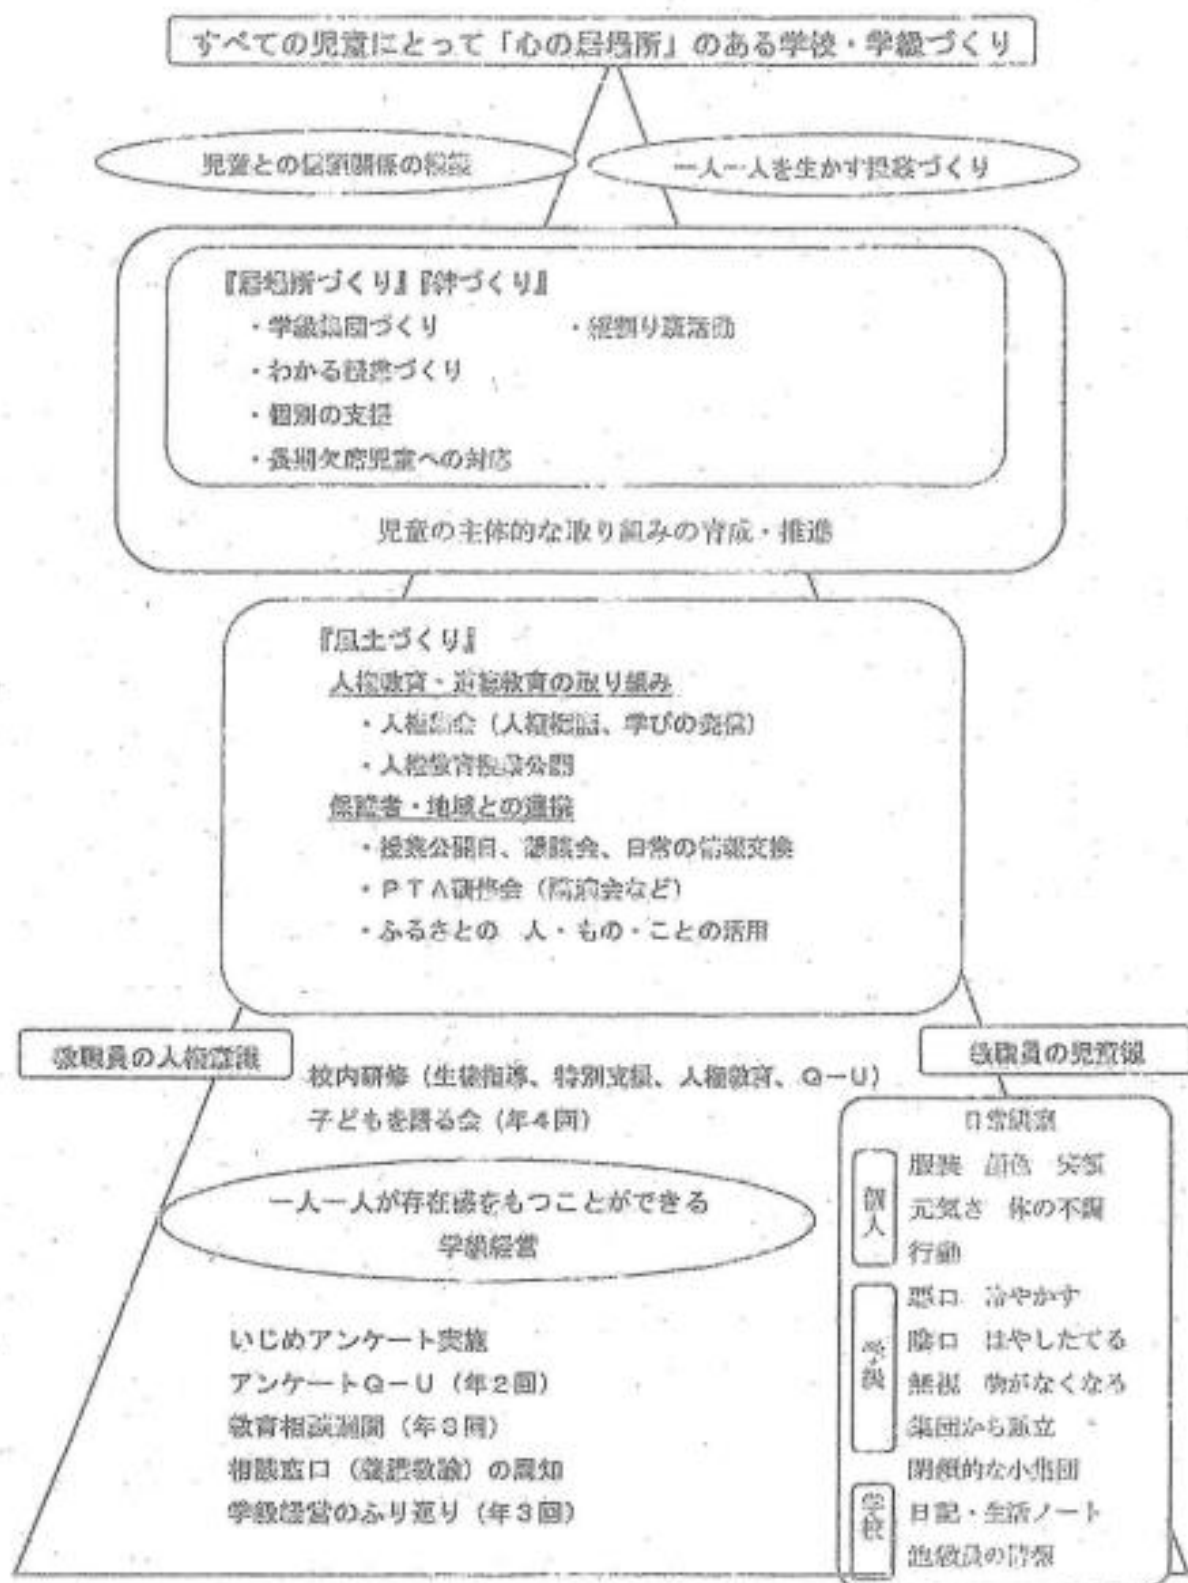 すべての児童にとって「心の居場所」のある学校・学級づくり
児童との信頼関係の
一人一人を生かす授業づくり
『居場所づくり』『絆づくり』
・学級集団づくり
・縦割り班活動
・わかる授業づくり
・個別の支援
・長期欠席児童への対応
児童の主体的な取り組みの育成・推進
『風土づくり』
人権教育・道徳教育の取り組み
・人権集会(人権総話、学びの発信)
・人権教育授業公開
保護者・地域との連携
・授業公開日、懇談会、日常の情報交換
・PTA研修会(講演会など)
・ふるさとの 人・もの・ことの活用
教職員の人権意識
教職員の児童観
校内研修(生徒指導、特別支援、人権教育、Q-U)
子どもを語る会(年4回)
一人一人が存在感をもつことができる
学級経営
いじめアンケート実施
アンケートQ-U(年2回)
教育相談週間(年3回)
相談窓口(養護教諭)の周知
学級経営のふり返り(年3回)
日常観察
個人
服装 顔色 笑顔
元気さ 体の不調
行動
学級
悪口 冷やかす
陰口 はやしたてる
無視 物がなくなる
集団から孤立
閉鎖的な小集団
学校
日記・生活ノート
他教員の情報